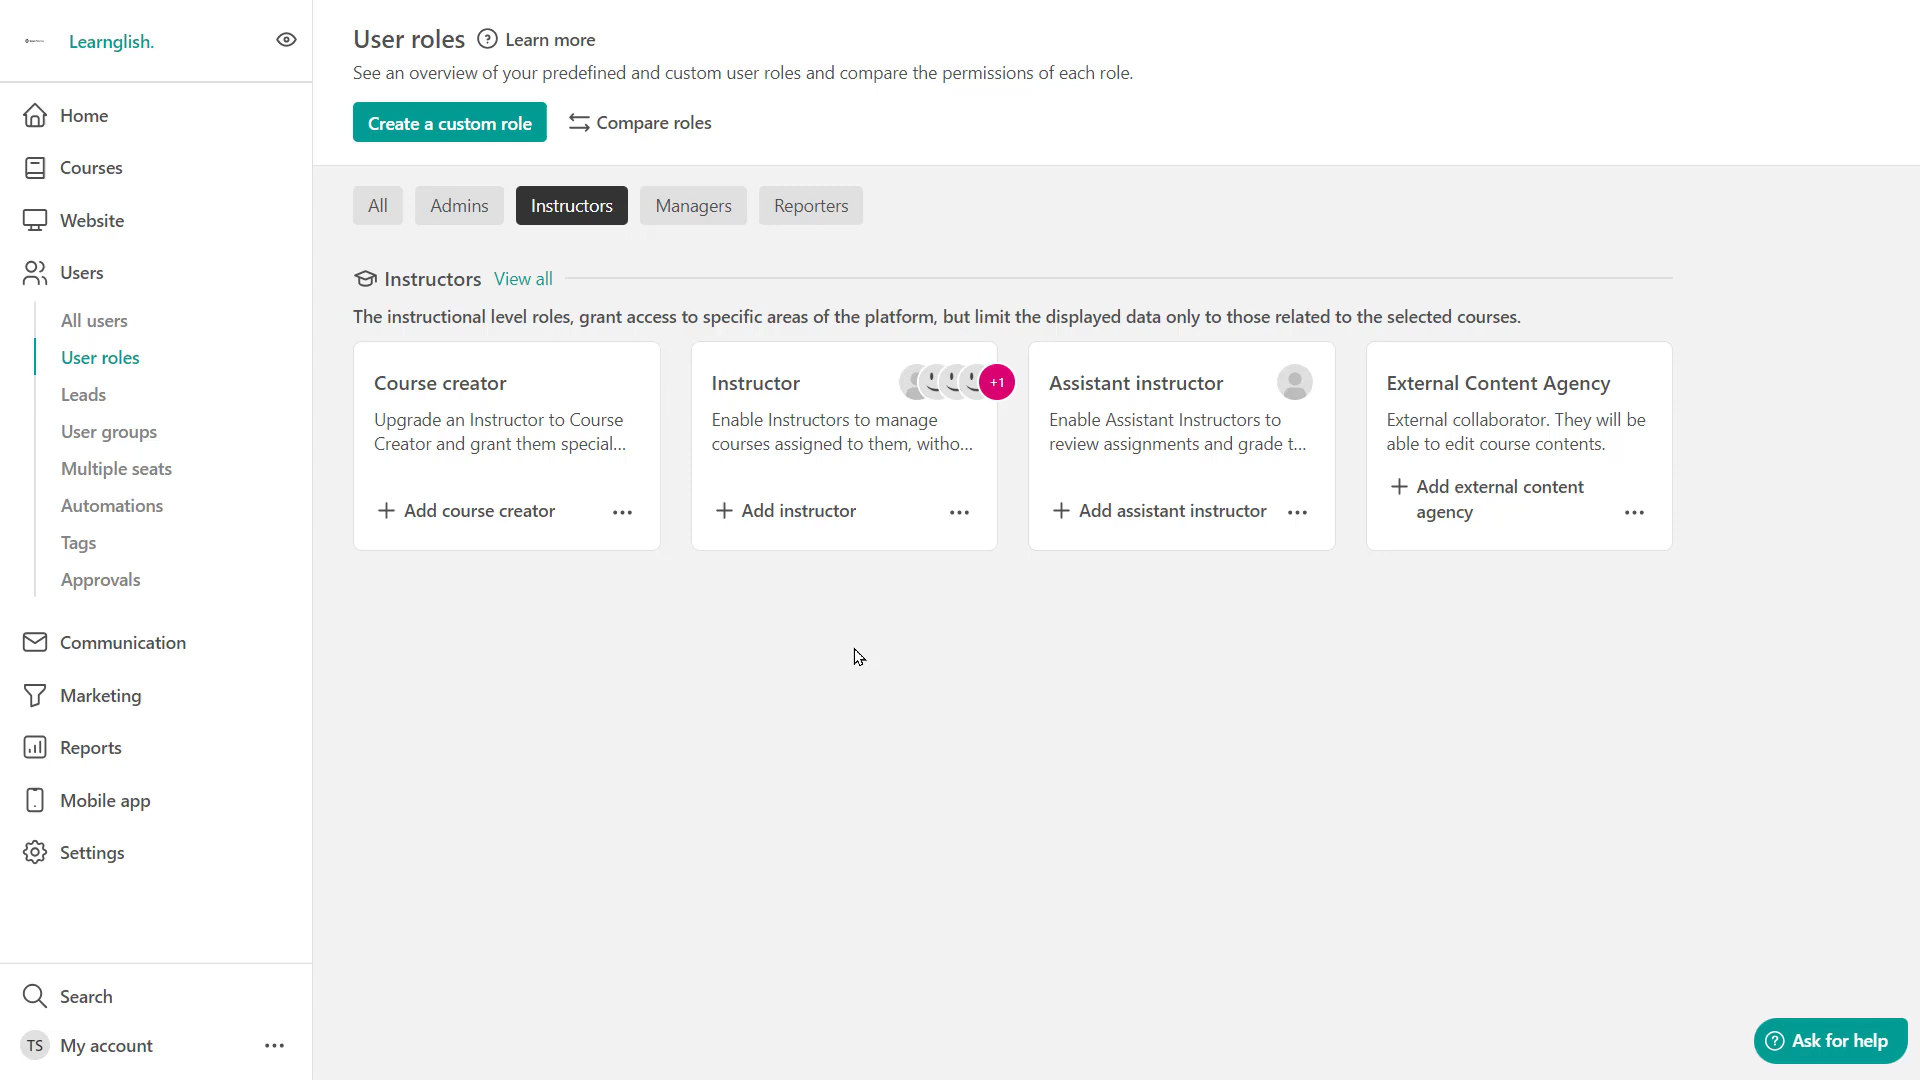 Learnglish.
Home
Courses
Website
Users
All users
User roles
Leads
User groups
Multiple seats
Automations
Tags
Approvals
Communication
Marketing
Reports
Mobile app
Settings
Search
TS My account
User roles ? Learn more
See an overview of your predefined and custom user roles and compare the permissions of each role.
Create a custom role Compare roles
All Admins Instructors Managers Reporters
Instructors View all
The instructional level roles, grant access to specific areas of the platform, but limit the displayed data only to those related to the selected courses.
Course creator
Upgrade an Instructor to Course
Creator and grant them special...
+ Add course creator ...
Instructor +1
Enable Instructors to manage
courses assigned to them, witho...
+ Add instructor ...
Assistant instructor
Enable Assistant Instructors to
review assignments and grade t...
+ Add assistant instructor ...
External Content Agency
External collaborator. They will be
able to edit course contents.
+ Add external content
agency ...
? Ask for help